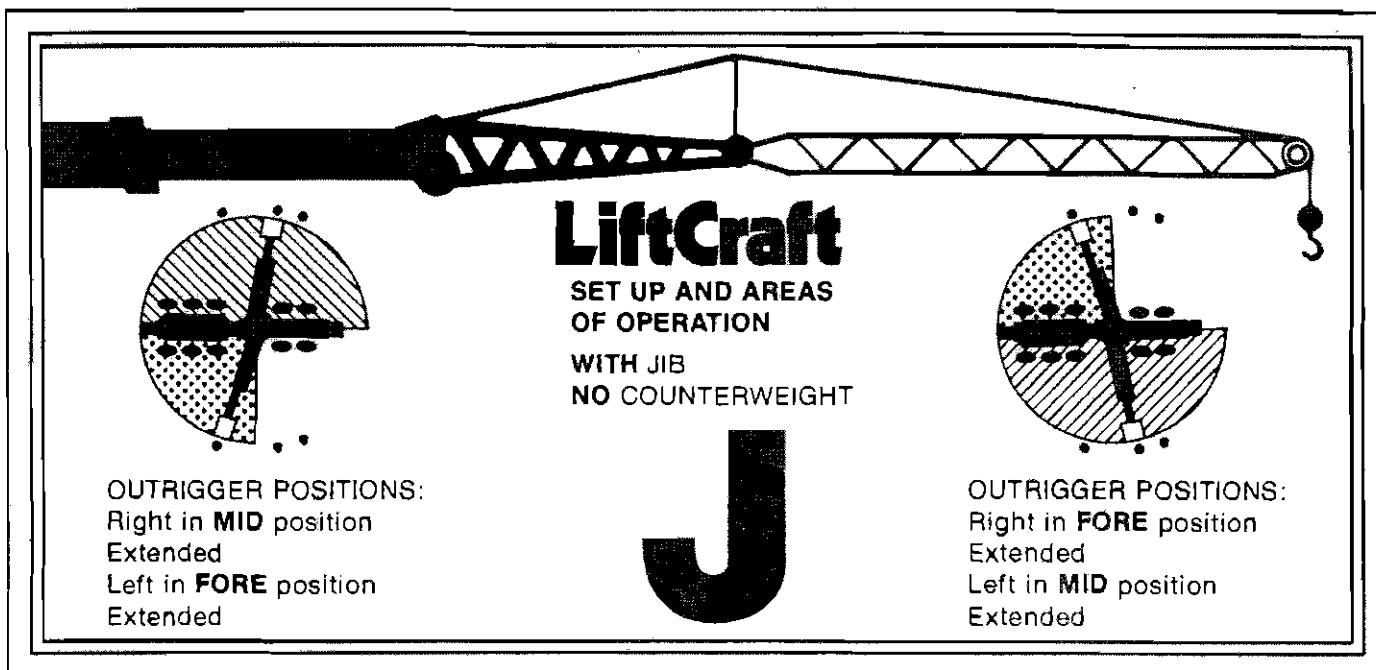 LiftCraft
SET UP AND AREAS
OF OPERATION
WITH JIB
NO COUNTERWEIGHT
J
OUTRIGGER POSITIONS:
Right in MID position
Extended
Left in FORE position
Extended
OUTRIGGER POSITIONS:
Right in FORE position
Extended
Left in MID position
Extended